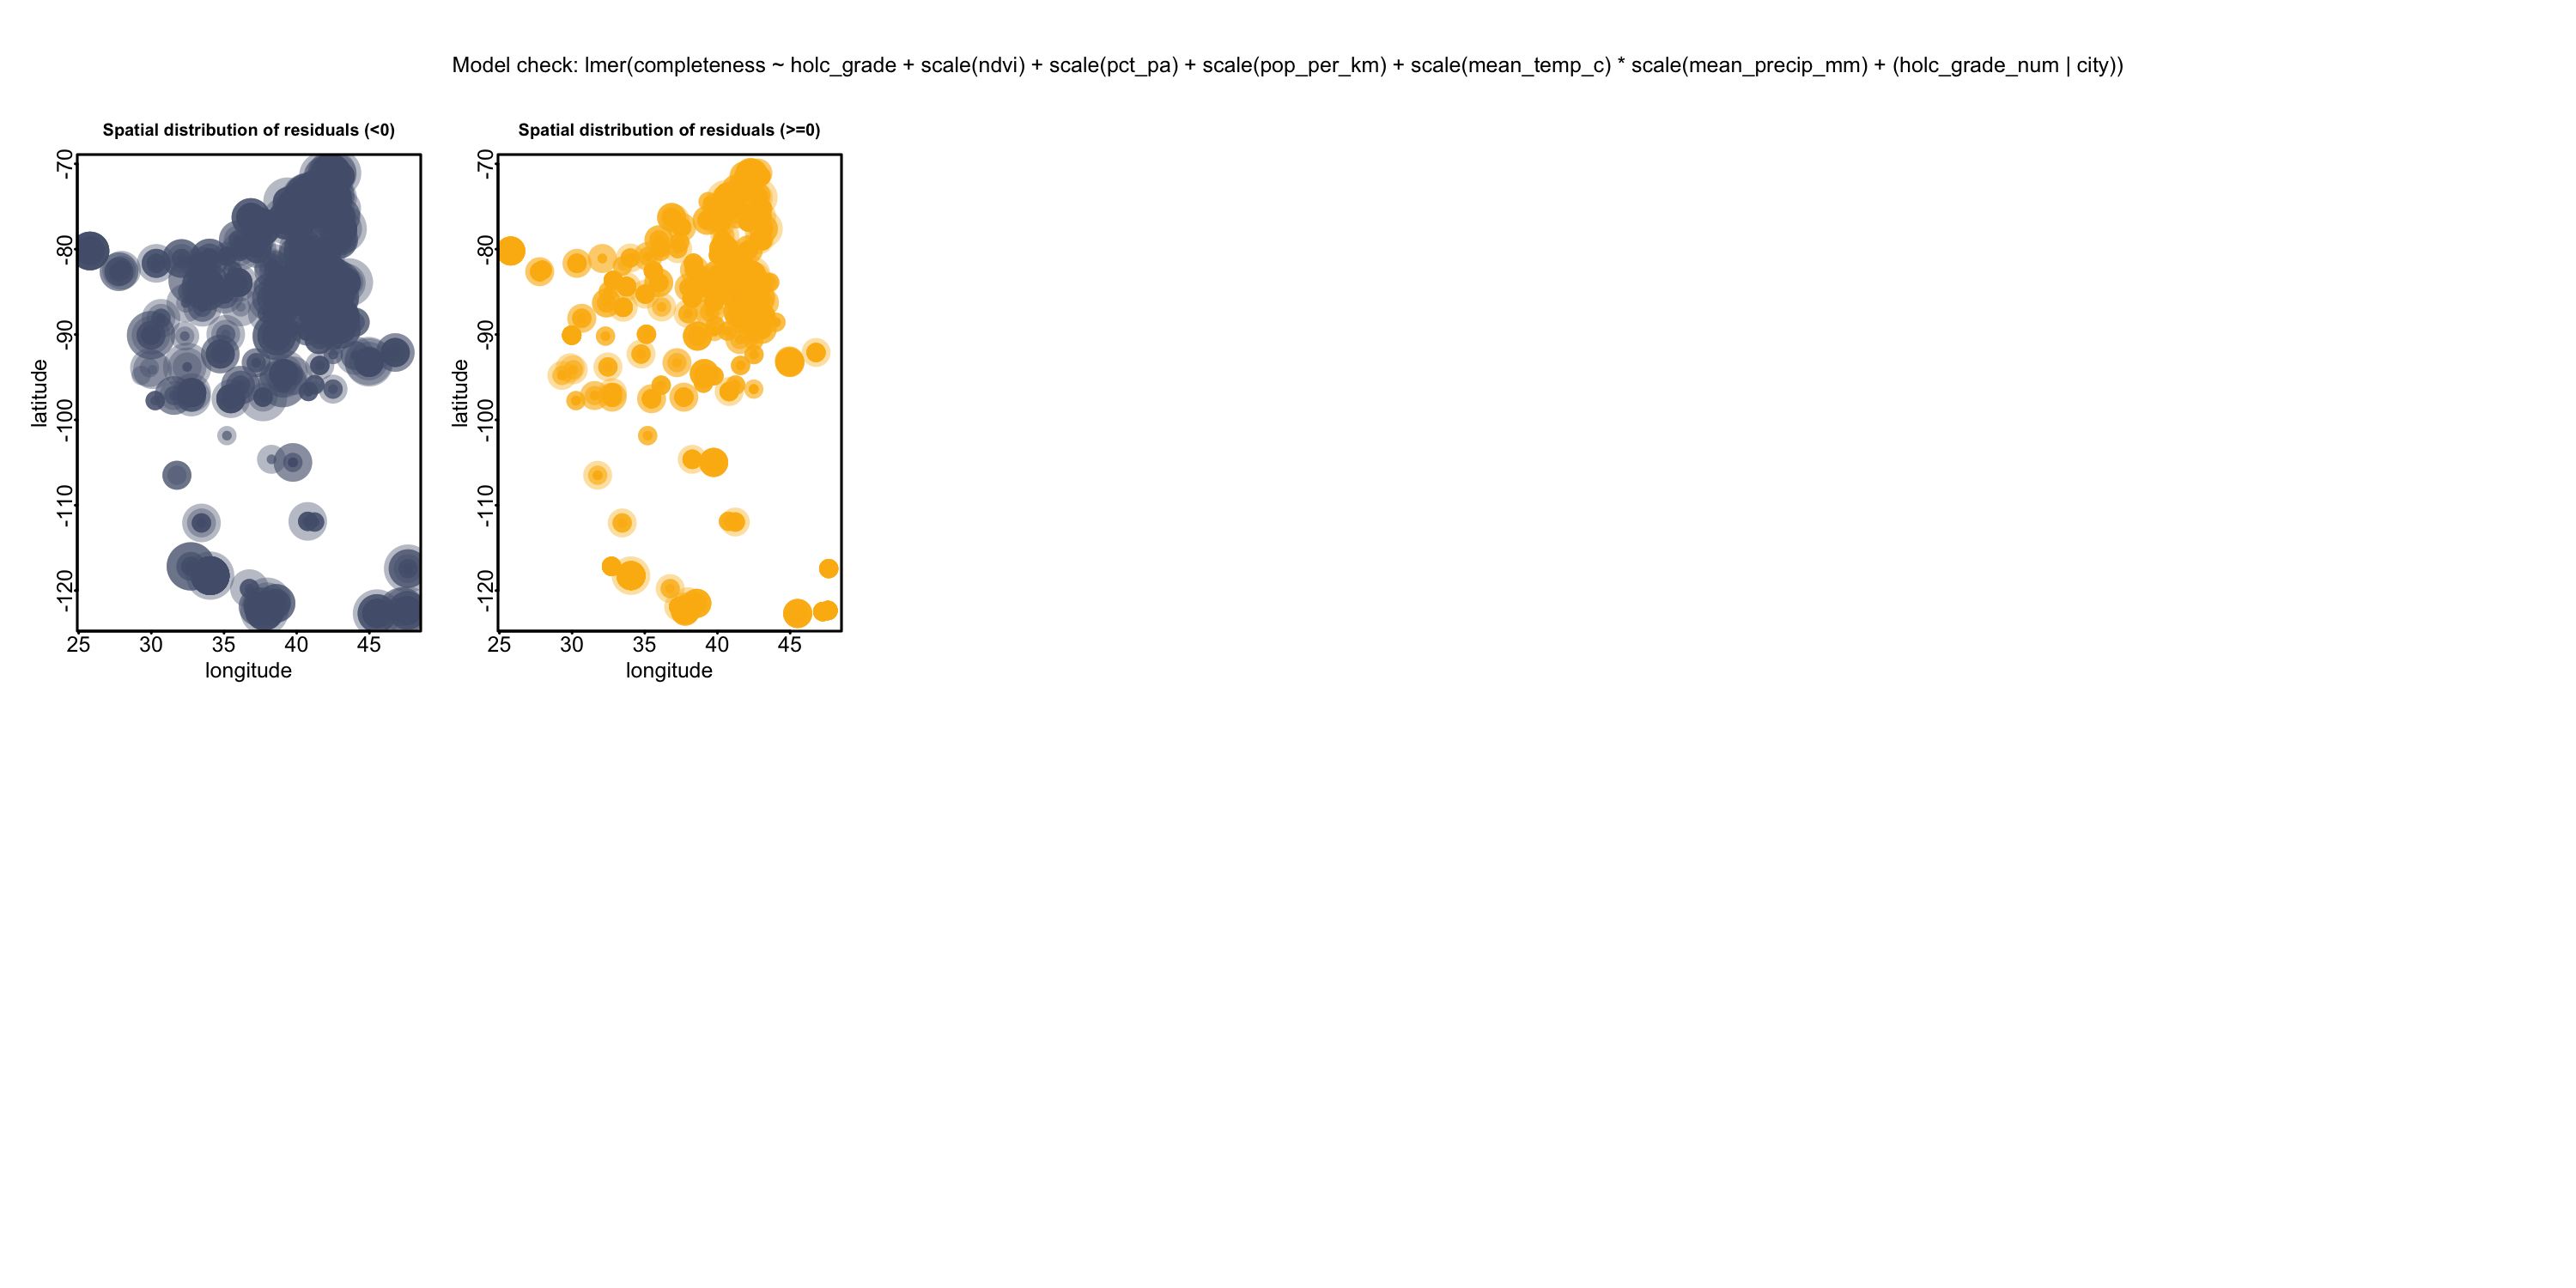 Model check: lmer(completeness ~ holc_grade + scale(ndvi) + scale(pct_pa) + scale(pop_per_km) + scale(mean_temp_c) * scale(mean_precip_mm) + (holc_grade_num | city))
Spatial distribution of residuals (<0)
latitude
-70
-80
-90
-100
-110
-120
25 30 35 40 45
longitude
Spatial distribution of residuals (>=0)
latitude
-70
-80
-90
-100
-110
-120
25 30 35 40 45
longitude